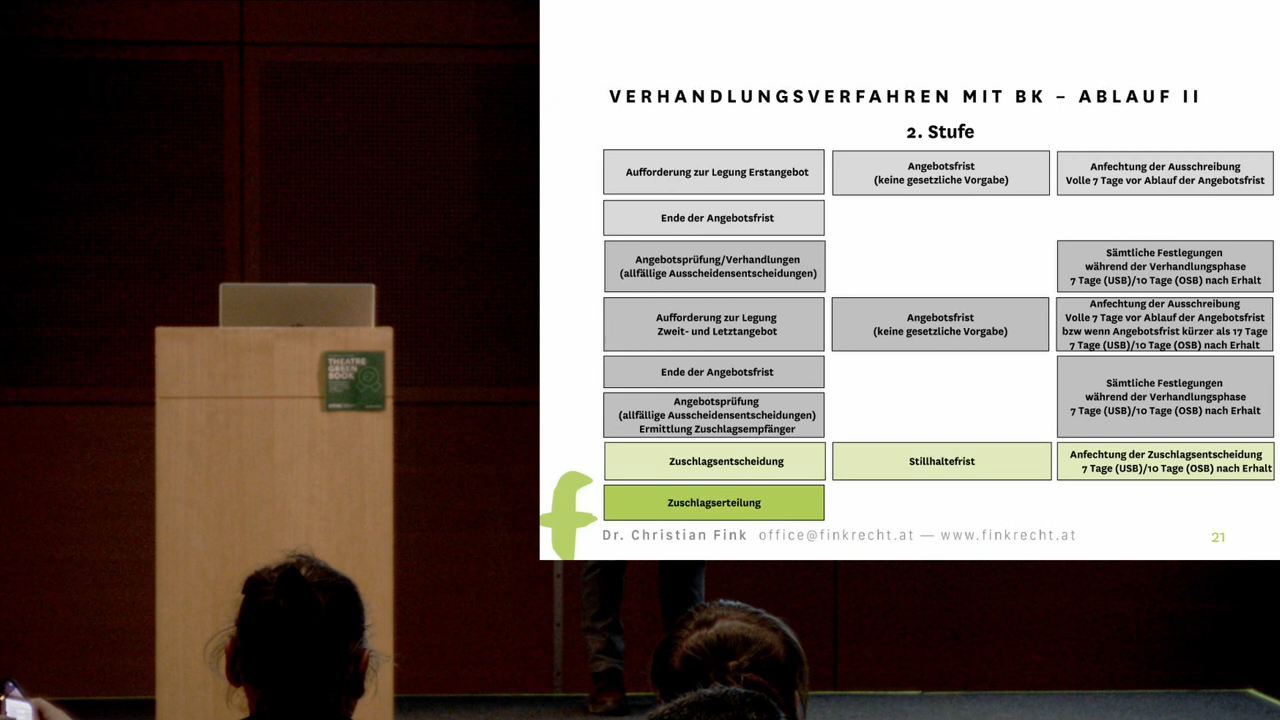 VERHANDLUNGSVERFAHREN MIT BK – ABLAUF II
2. Stufe
Aufforderung zur Legung Erstangebot
Angebotsfrist
(keine gesetzliche Vorgabe)
Anfechtung der Ausschreibung
Volle 7 Tage vor Ablauf der Angebotsfrist
Ende der Angebotsfrist
Angebotsprüfung/Verhandlungen
(allfällige Ausscheidensentscheidungen)
Sämtliche Festlegungen
während der Verhandlungsphase
7 Tage (USB)/10 Tage (OSB) nach Erhalt
Aufforderung zur Legung
Zweit- und Letztangebot
Angebotsfrist
(keine gesetzliche Vorgabe)
Anfechtung der Ausschreibung
Volle 7 Tage vor Ablauf der Angebotsfrist
bzw wenn Angebotsfrist kürzer als 17 Tage
7 Tage (USB)/10 Tage (OSB) nach Erhalt
Ende der Angebotsfrist
Sämtliche Festlegungen
während der Verhandlungsphase
7 Tage (USB)/10 Tage (OSB) nach Erhalt
Angebotsprüfung
(allfällige Ausscheidensentscheidungen)
Ermittlung Zuschlagsempfänger
Zuschlagsentscheidung
Stillhaltefrist
Anfechtung der Zuschlagsentscheidung
7 Tage (USB)/10 Tage (OSB) nach Erhalt
Zuschlagserteilung
f
Dr. Christian Fink office@finkrecht.at — www.finkrecht.at
21
THEATRE
GREEN
BOOK